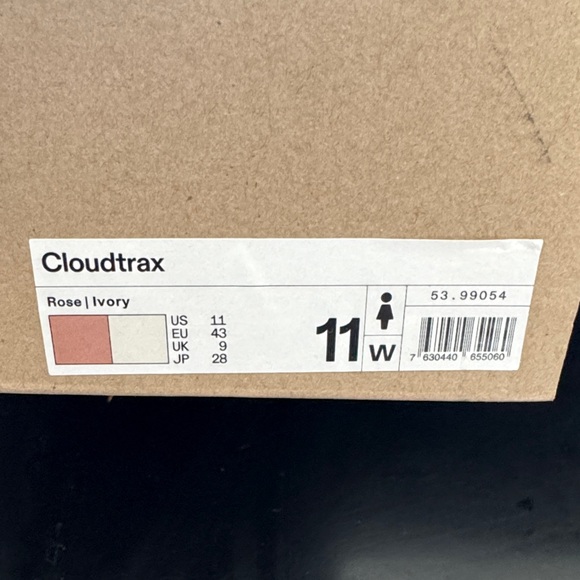 Cloudtrax
Rose | Ivory
US 11
EU 43
UK 9
JP 28
11
W
53.99054
7 630440 655060